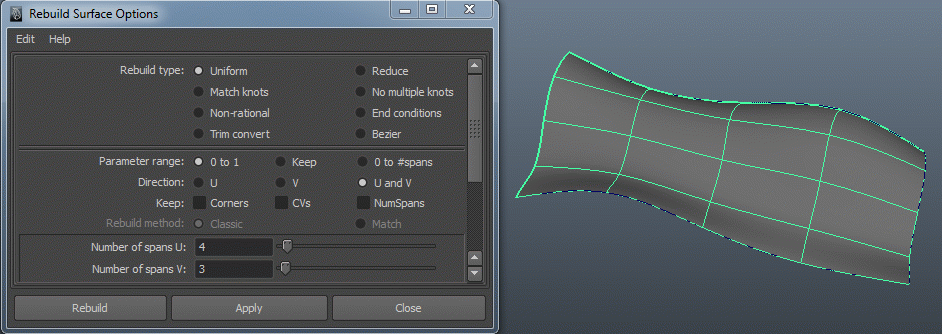 Rebuild Surface Options
Edit Help
Rebuild type: Uniform Reduce
Match knots No multiple knots
Non-rational End conditions
Trim convert Bezier
Parameter range: 0 to 1 Keep 0 to #spans
Direction: U V U and V
Keep: Corners CVs NumSpans
Rebuild method: Classic Match
Number of spans U: 4
Number of spans V: 3
Rebuild Apply Close